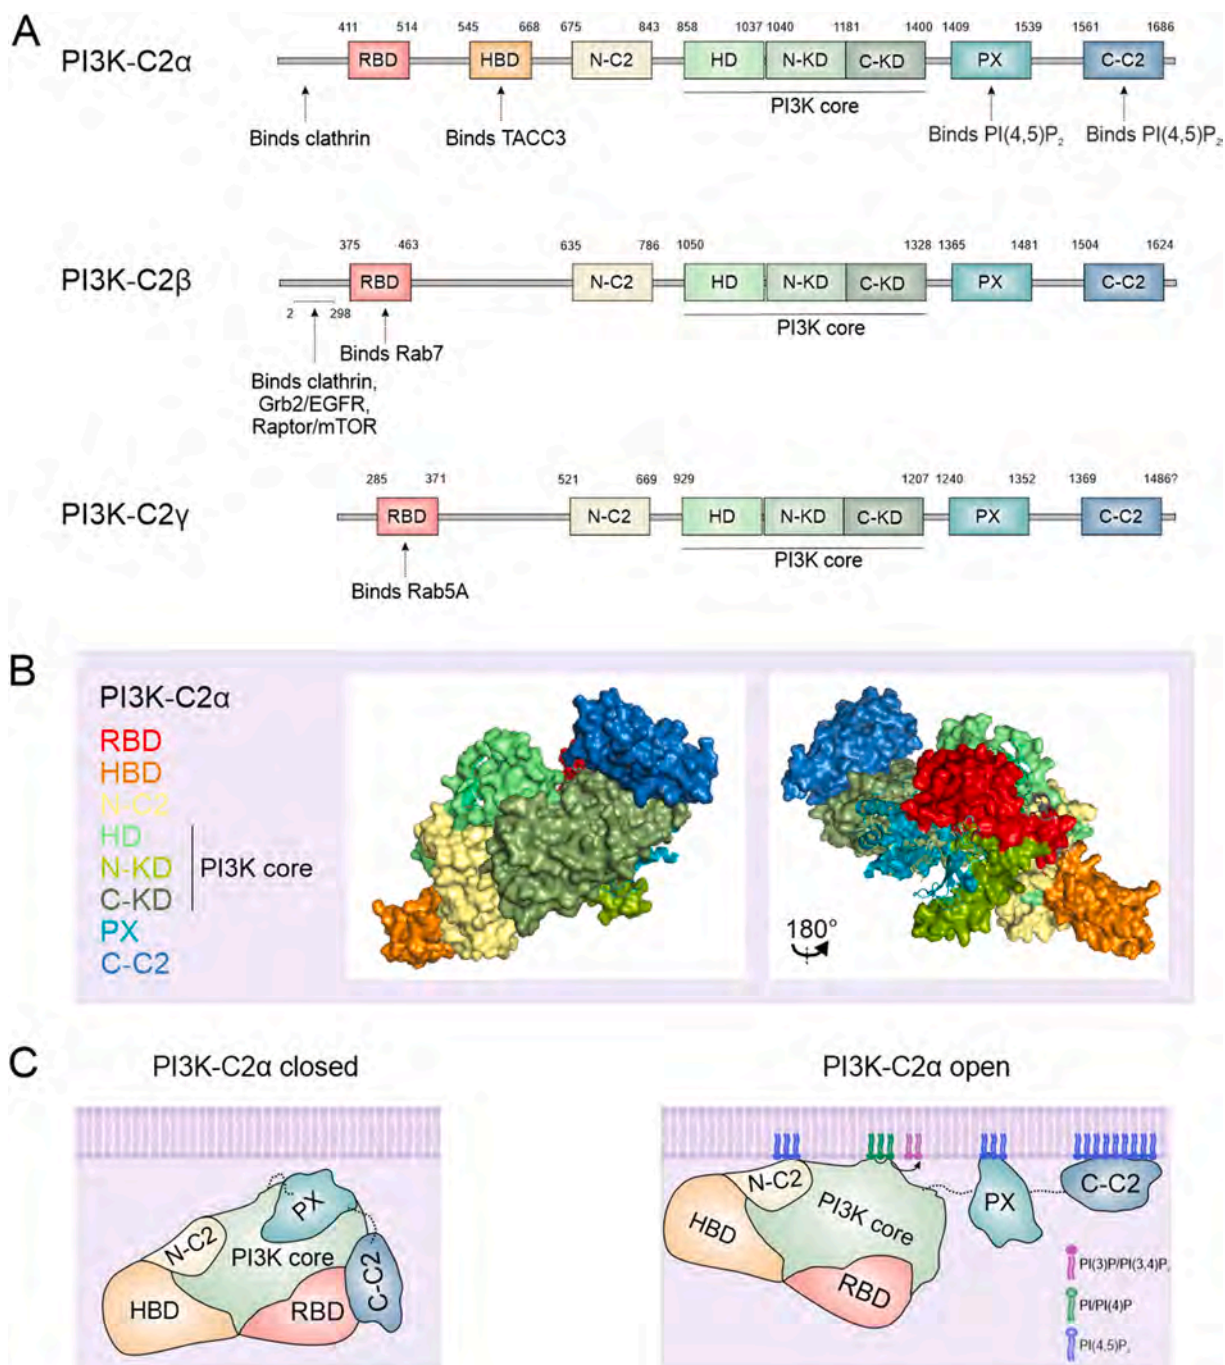 A
PI3K-C2α
411 514 545 668 675 843 858 1037 1040 1181 1400 1409 1539 1561 1686
RBD HBD N-C2 HD N-KD C-KD PX C-C2
PI3K core
Binds clathrin
Binds TACC3
Binds PI(4,5)P₂
Binds PI(4,5)P₂
PI3K-C2β
375 463 635 786 1050 1328 1365 1481 1504 1624
RBD N-C2 HD N-KD C-KD PX C-C2
2 298
PI3K core
Binds Rab7
Binds clathrin,
Grb2/EGFR,
Raptor/mTOR
PI3K-C2γ
285 371 521 669 929 1207 1240 1352 1369 1486?
RBD N-C2 HD N-KD C-KD PX C-C2
PI3K core
Binds Rab5A
B
PI3K-C2α
RBD
HBD
N-C2
HD
N-KD
C-KD
PX
C-C2
PI3K core
180°
C
PI3K-C2α closed
PX
N-C2
PI3K core
C-C2
HBD
RBD
PI3K-C2α open
N-C2
C-C2
PX
PI3K core
HBD
RBD
PI(3)P/PI(3,4)P₂
PI/PI(4)P
PI(4,5)P₂